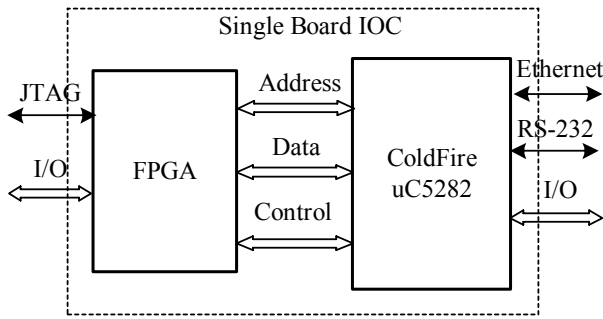 Single Board IOC
JTAG
I/O
FPGA
Address
Data
Control
ColdFire
uC5282
Ethernet
RS-232
I/O